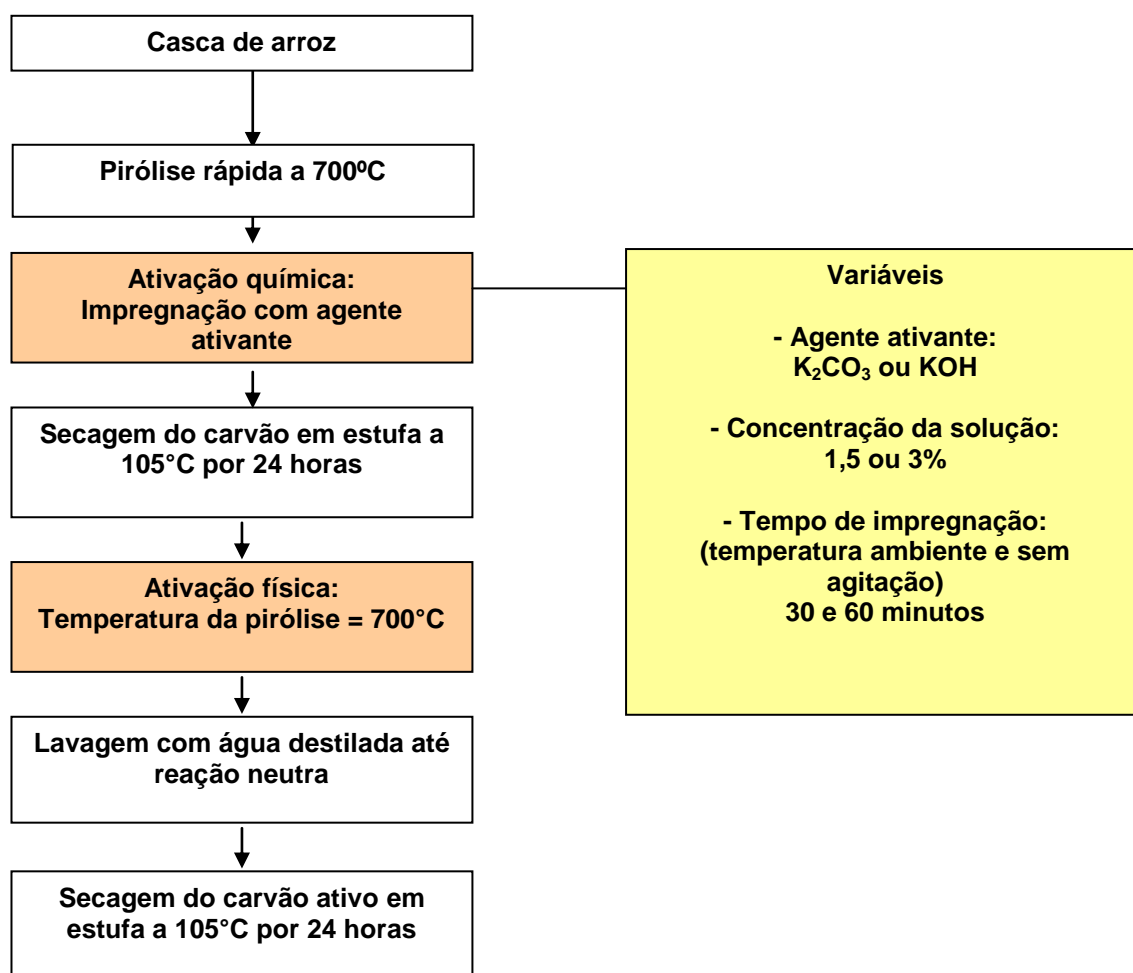 Casca de arroz
Pirólise rápida a 700ºC
Ativação química:
Impregnação com agente
ativante
Secagem do carvão em estufa a
105°C por 24 horas
Ativação física:
Temperatura da pirólise = 700°C
Lavagem com água destilada até
reação neutra
Secagem do carvão ativo em
estufa a 105°C por 24 horas
Variáveis
- Agente ativante:
K₂CO₃ ou KOH
- Concentração da solução:
1,5 ou 3%
- Tempo de impregnação:
(temperatura ambiente e sem
agitação)
30 e 60 minutos